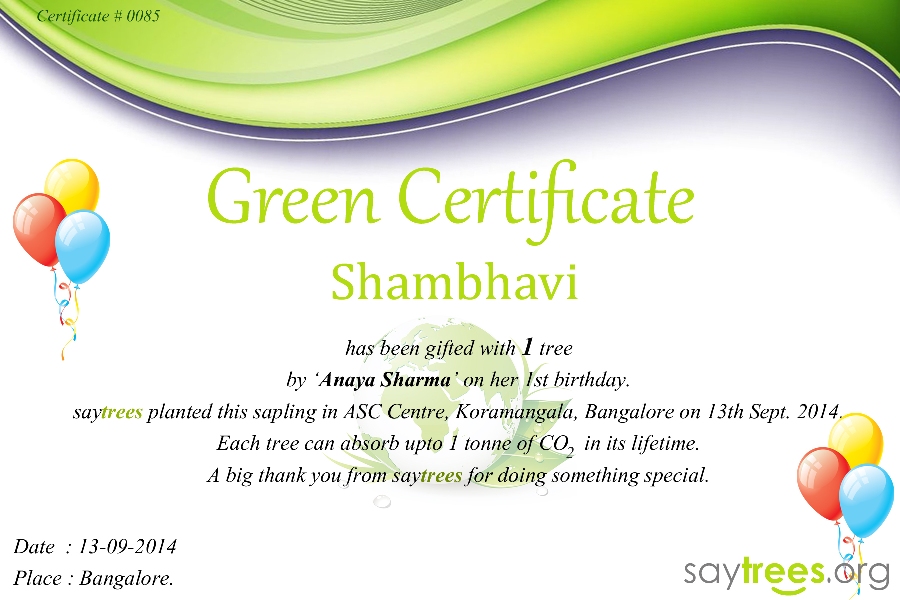 Certificate # 0085
Green Certificate
Shambhavi
has been gifted with 1 tree
by ‘Anaya Sharma’ on her 1st birthday.
saytrees planted this sapling in ASC Centre, Koramangala, Bangalore on 13th Sept. 2014.
Each tree can absorb upto 1 tonne of CO2 in its lifetime.
A big thank you from saytrees for doing something special.
Date : 13-09-2014
Place : Bangalore.
saytrees.org